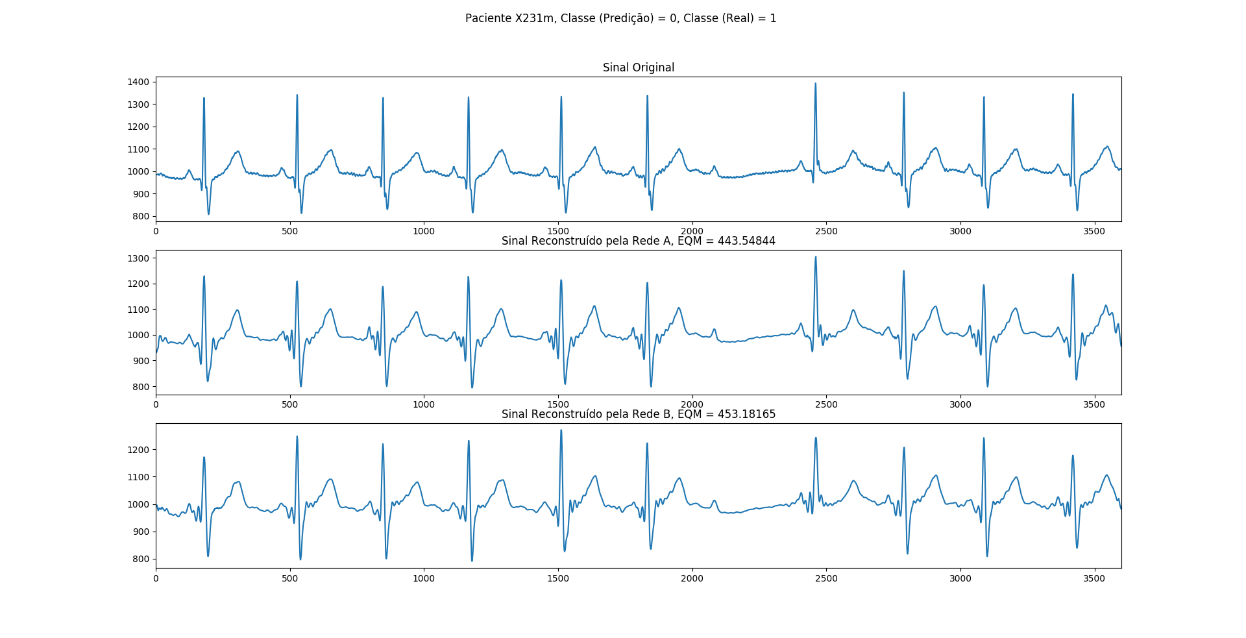 Paciente X231m, Classe (Predição) = 0, Classe (Real) = 1
Sinal Original
1400
1300
1200
1100
1000
900
800
0 500 1000 1500 2000 2500 3000 3500
Sinal Reconstruído pela Rede A, EQM = 443.54844
1300
1200
1100
1000
900
800
0 500 1000 1500 2000 2500 3000 3500
Sinal Reconstruído pela Rede B, EQM = 453.18165
1200
1100
1000
900
800
0 500 1000 1500 2000 2500 3000 3500